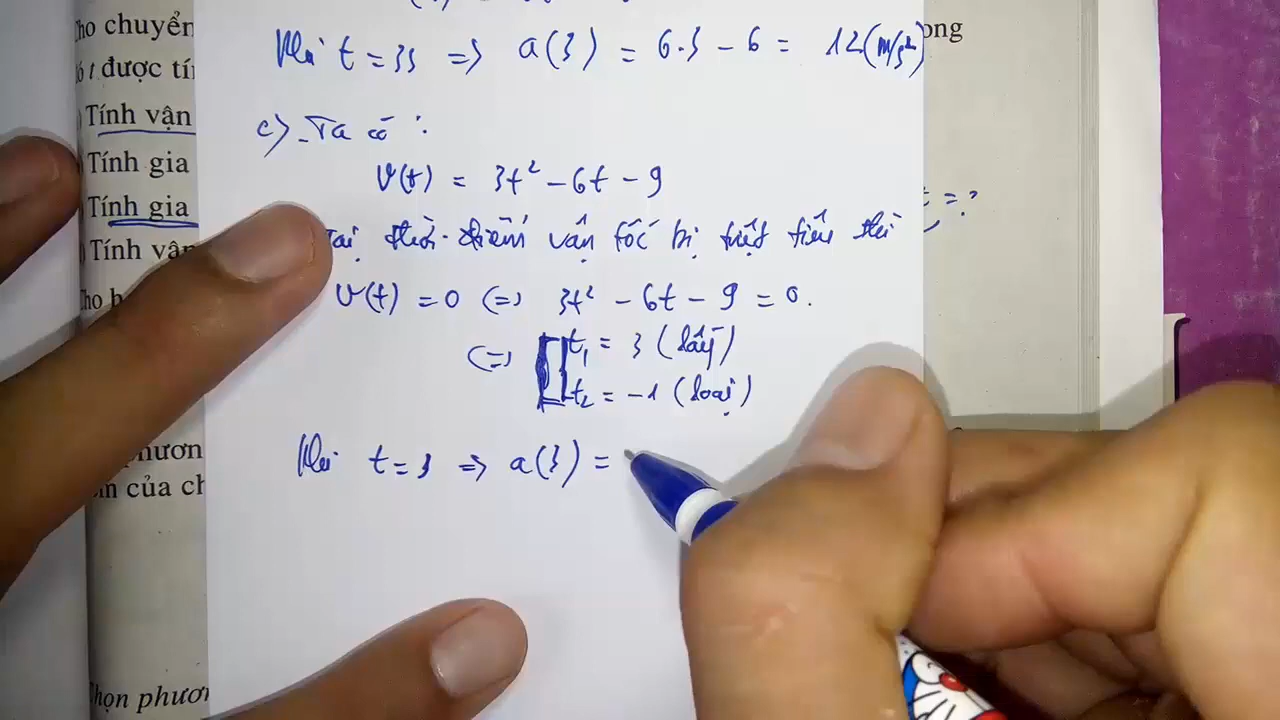 Cho chuyển
ó t được tí
Tính vận
Tính gia
Tính gia
) Tính vận
Cho b
hươn
m của ch
Chọn phươn
ong
t = ?
Khi t = 3s => a(3) = 6.3 - 6 = 12 (m/s²)
c) - Ta có :
v(t) = 3t² - 6t - 9
Tại thời điểm vận tốc bị triệt tiêu thì
v(t) = 0 <=> 3t² - 6t - 9 = 0.
<=> [ t₁ = 3 (lấy)
t₂ = -1 (loại)
Khi t = 3 => a(3) =